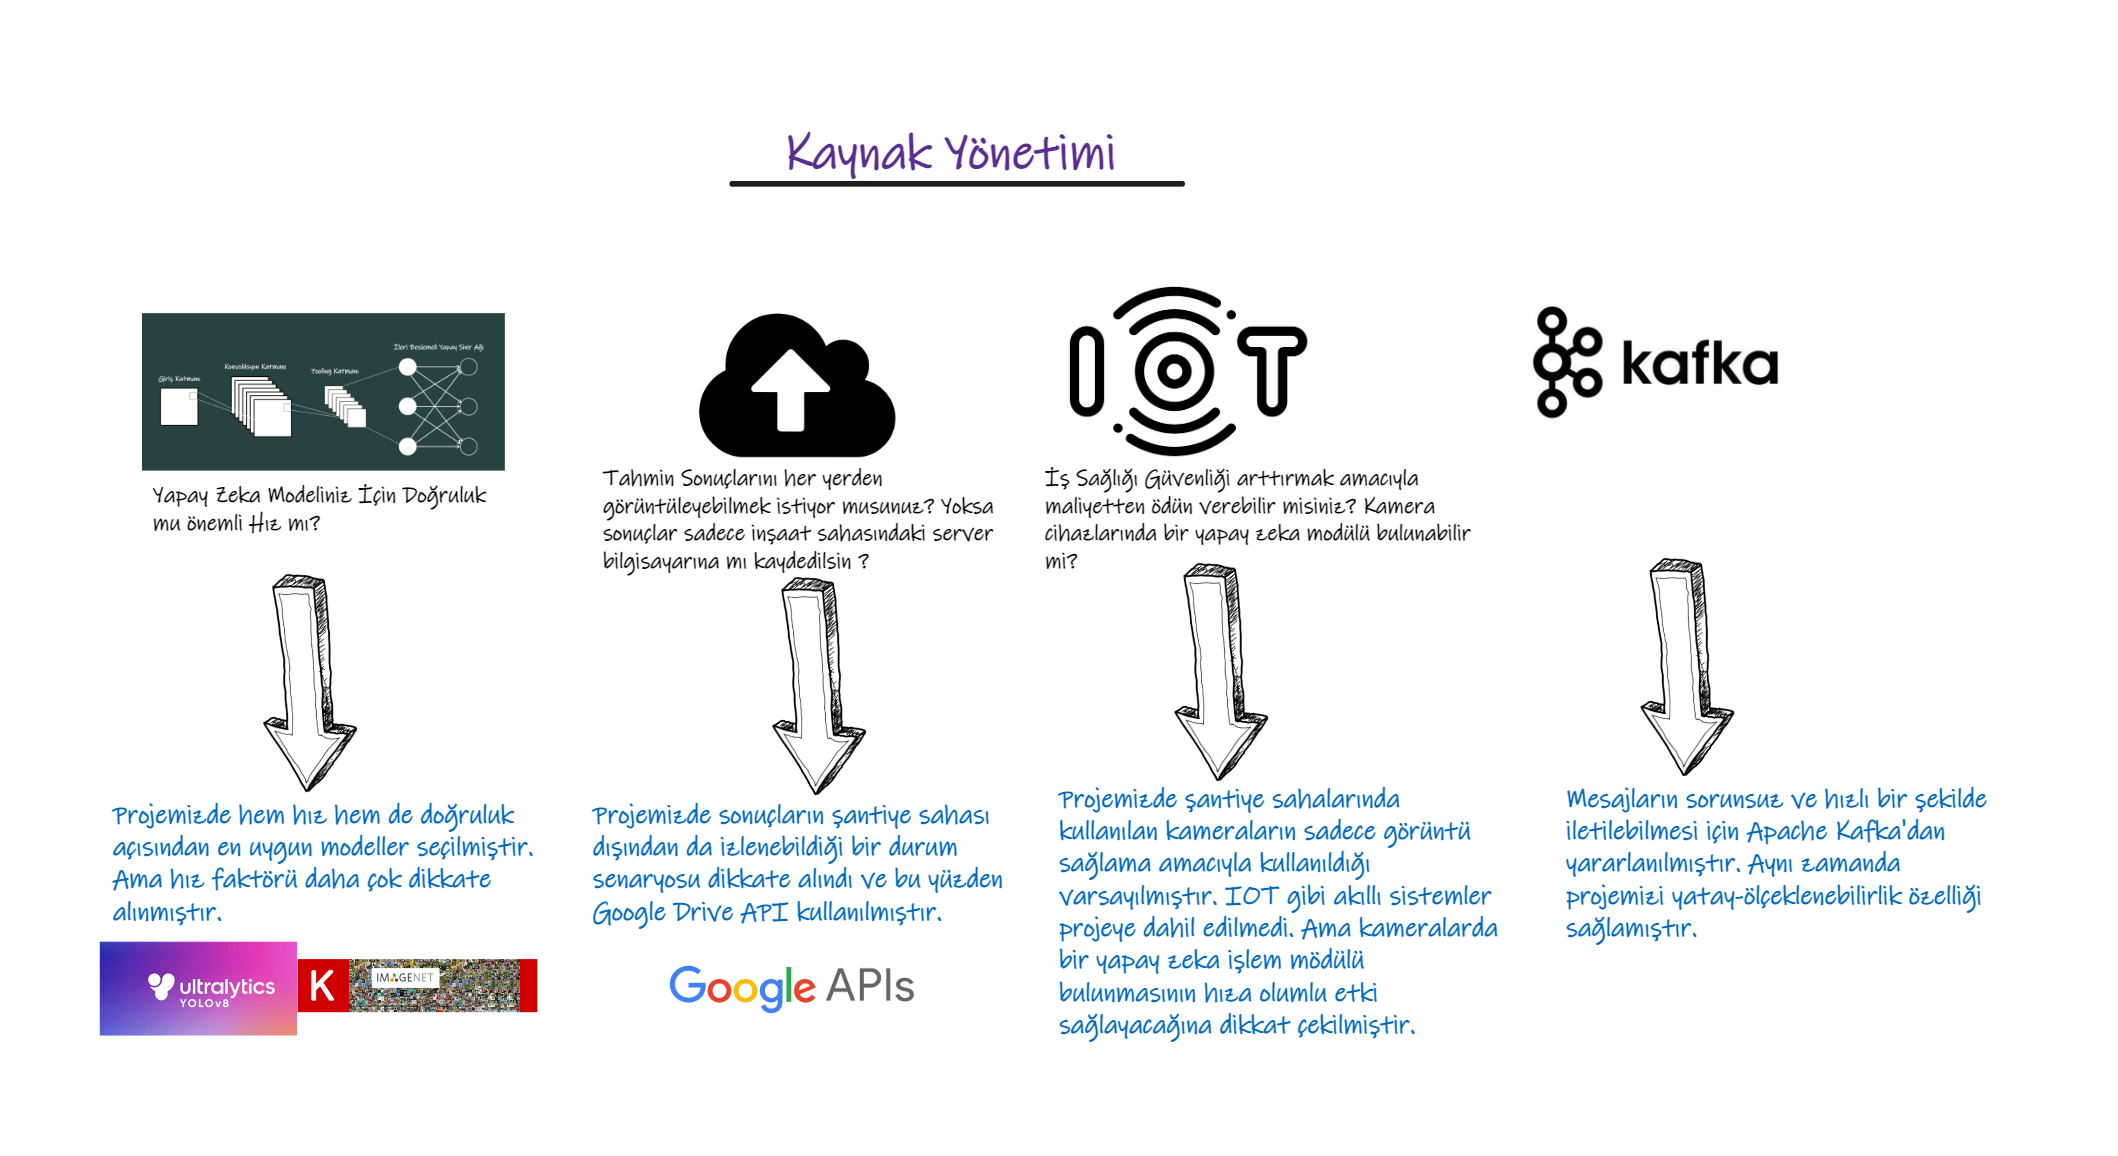 Kaynak Yönetimi
Giriş Katmanı
Konvolüsyon Katmanı
Pooling Katmanı
İleri Beslemeli Yapay Sinir Ağı
IOT
kafka
Yapay Zeka Modeliniz İçin Doğruluk
mu önemli Hız mı?
Tahmin Sonuçlarını her yerden
görüntüleyebilmek istiyor musunuz? Yoksa
sonuçlar sadece inşaat sahasındaki server
bilgisayarına mı kaydedilsin ?
İş Sağlığı Güvenliği arttırmak amacıyla
maliyetten ödün verebilir misiniz? Kamera
cihazlarında bir yapay zeka modülü bulunabilir
mi?
Projemizde hem hız hem de doğruluk
açısından en uygun modeller seçilmiştir.
Ama hız faktörü daha çok dikkate
alınmıştır.
ultralytics
YOLOv8
K
IMAGENET
Projemizde sonuçların şantiye sahası
dışından da izlenebildiği bir durum
senaryosu dikkate alındı ve bu yüzden
Google Drive API kullanılmıştır.
Google APIs
Projemizde şantiye sahalarında
kullanılan kameraların sadece görüntü
sağlama amacıyla kullanıldığı
varsayılmıştır. IOT gibi akıllı sistemler
projeye dahil edilmedi. Ama kameralarda
bir yapay zeka işlem mödülü
bulunmasının hıza olumlu etki
sağlayacağına dikkat çekilmiştir.
Mesajların sorunsuz ve hızlı bir şekilde
iletilebilmesi için Apache Kafka'dan
yararlanılmıştır. Aynı zamanda
projemizi yatay-ölçeklenebilirlik özelliği
sağlamıştır.